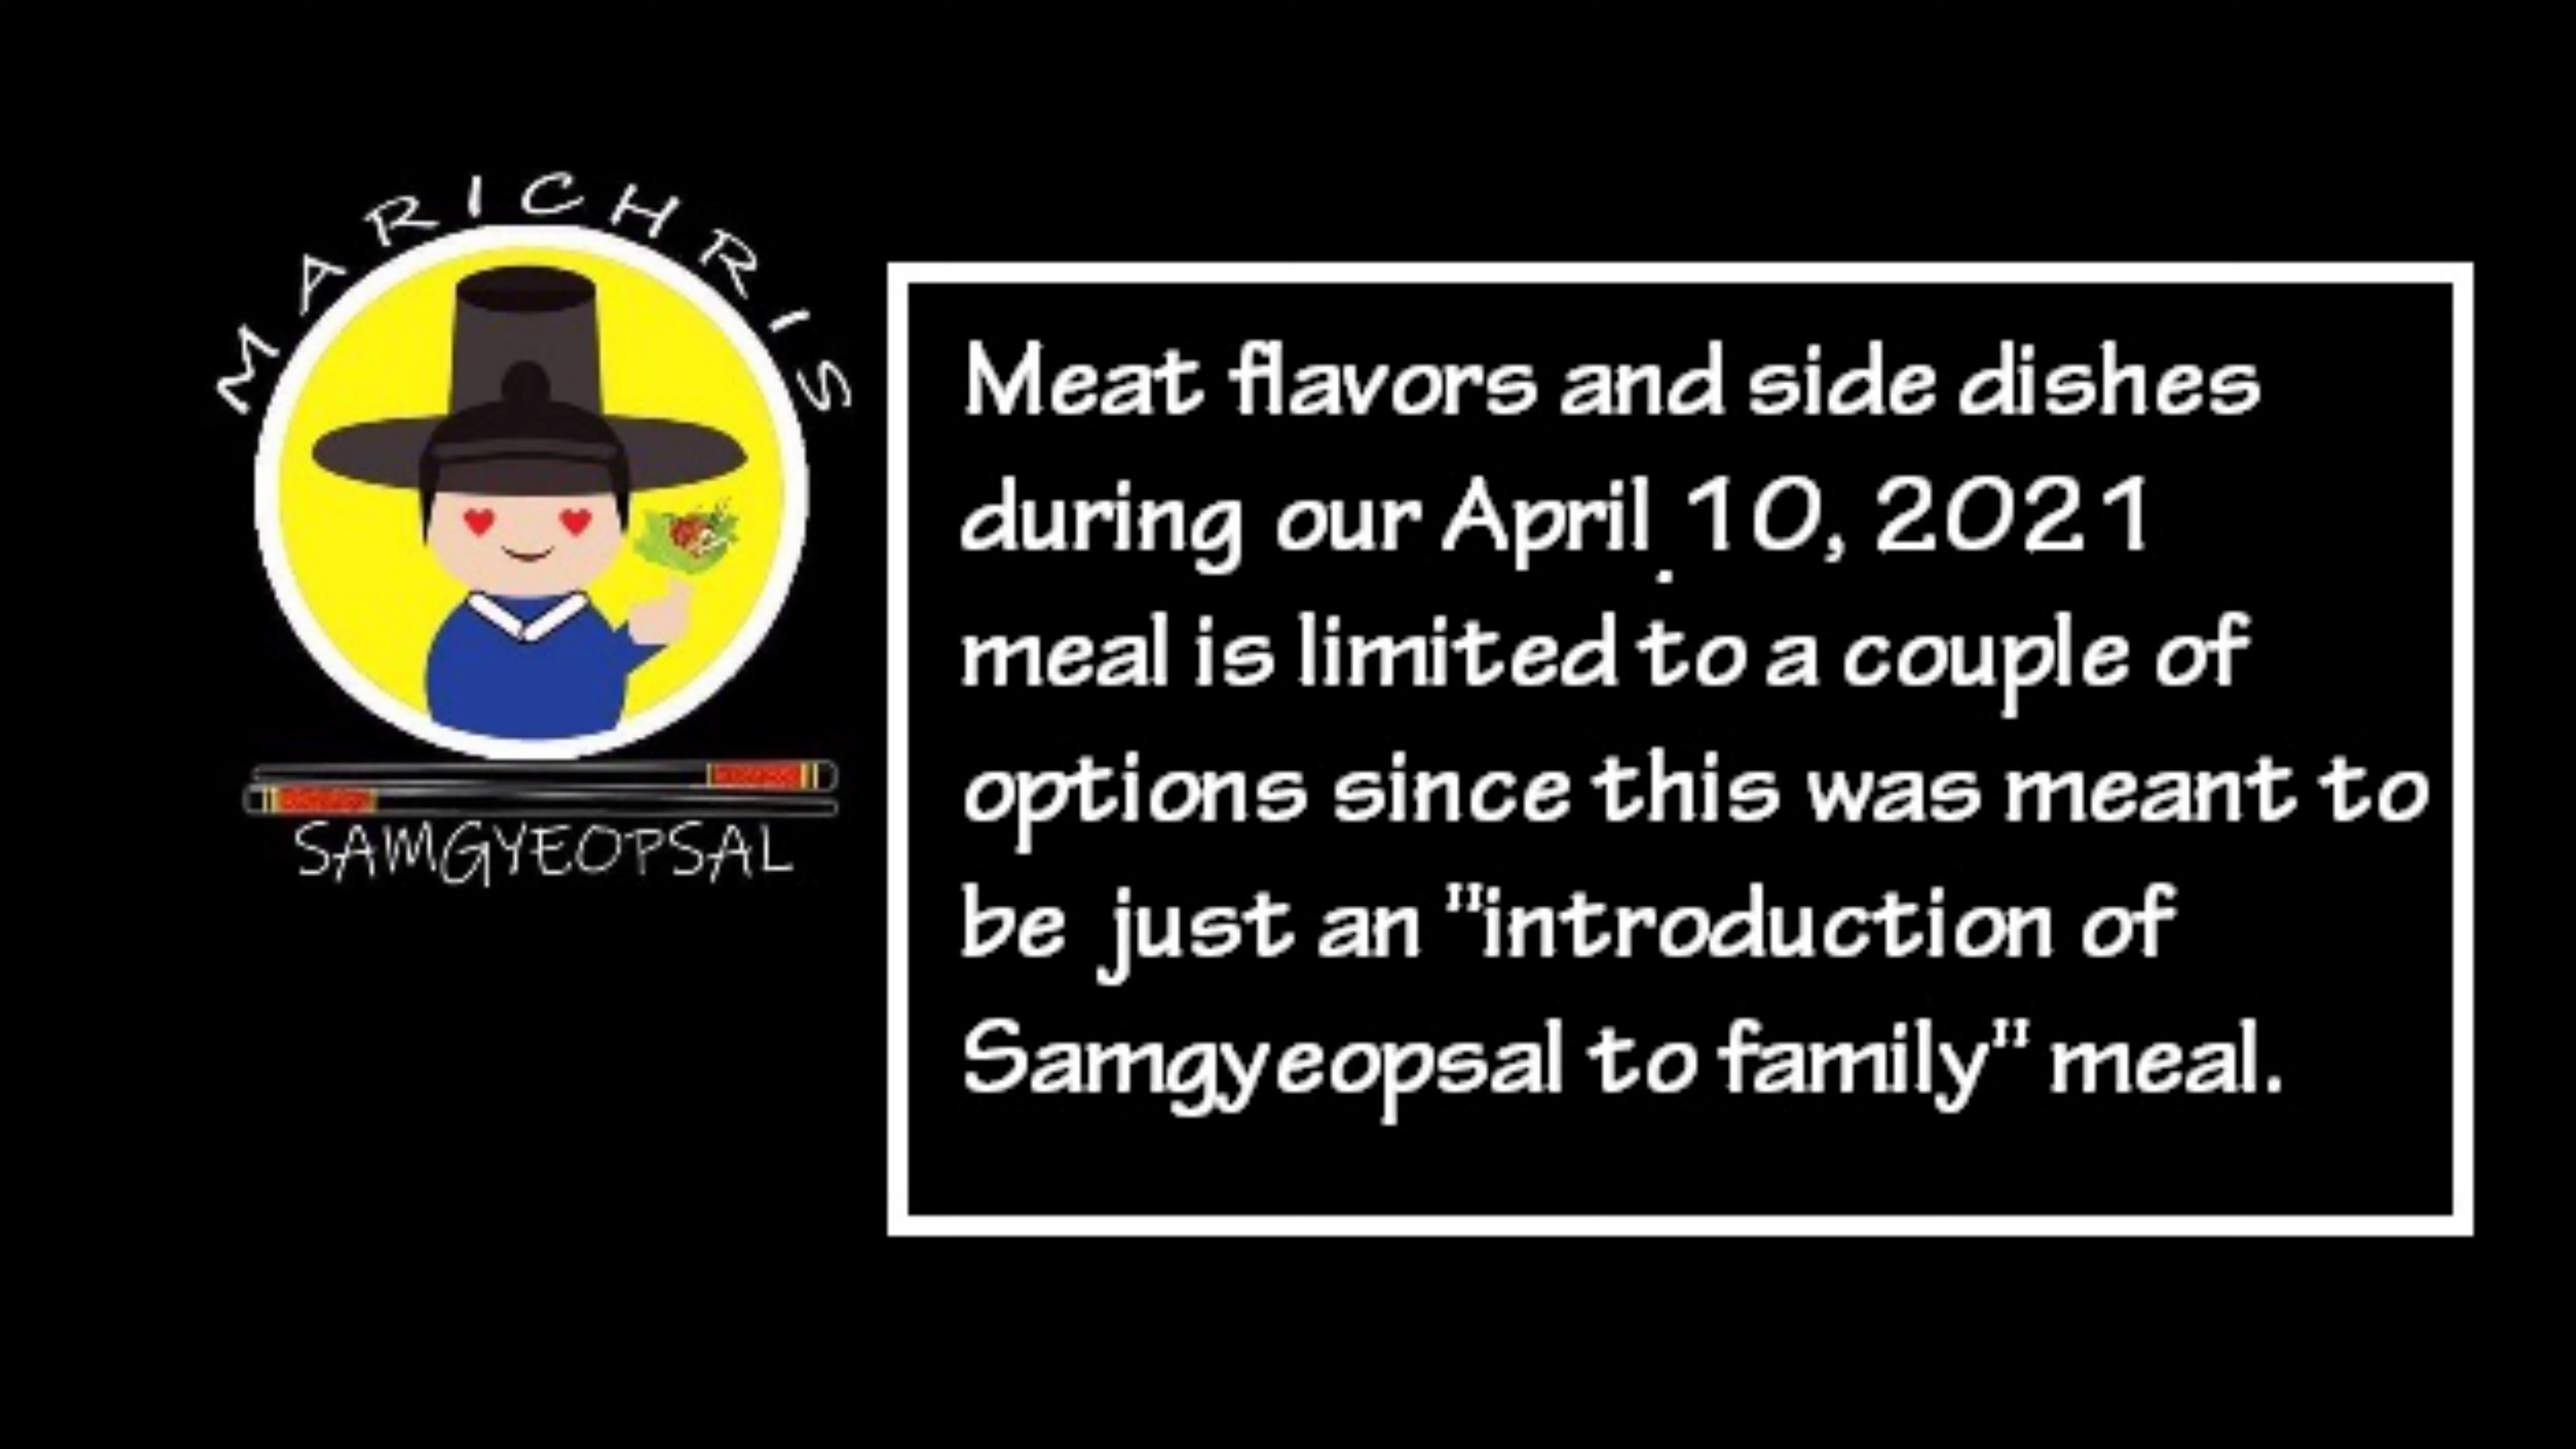 MARICHRIS
SAMGYEOPSAL
Meat flavors and side dishes
during our April 10, 2021
meal is limited to a couple of
options since this was meant to
be just an "introduction of
Samgyeopsal to family" meal.